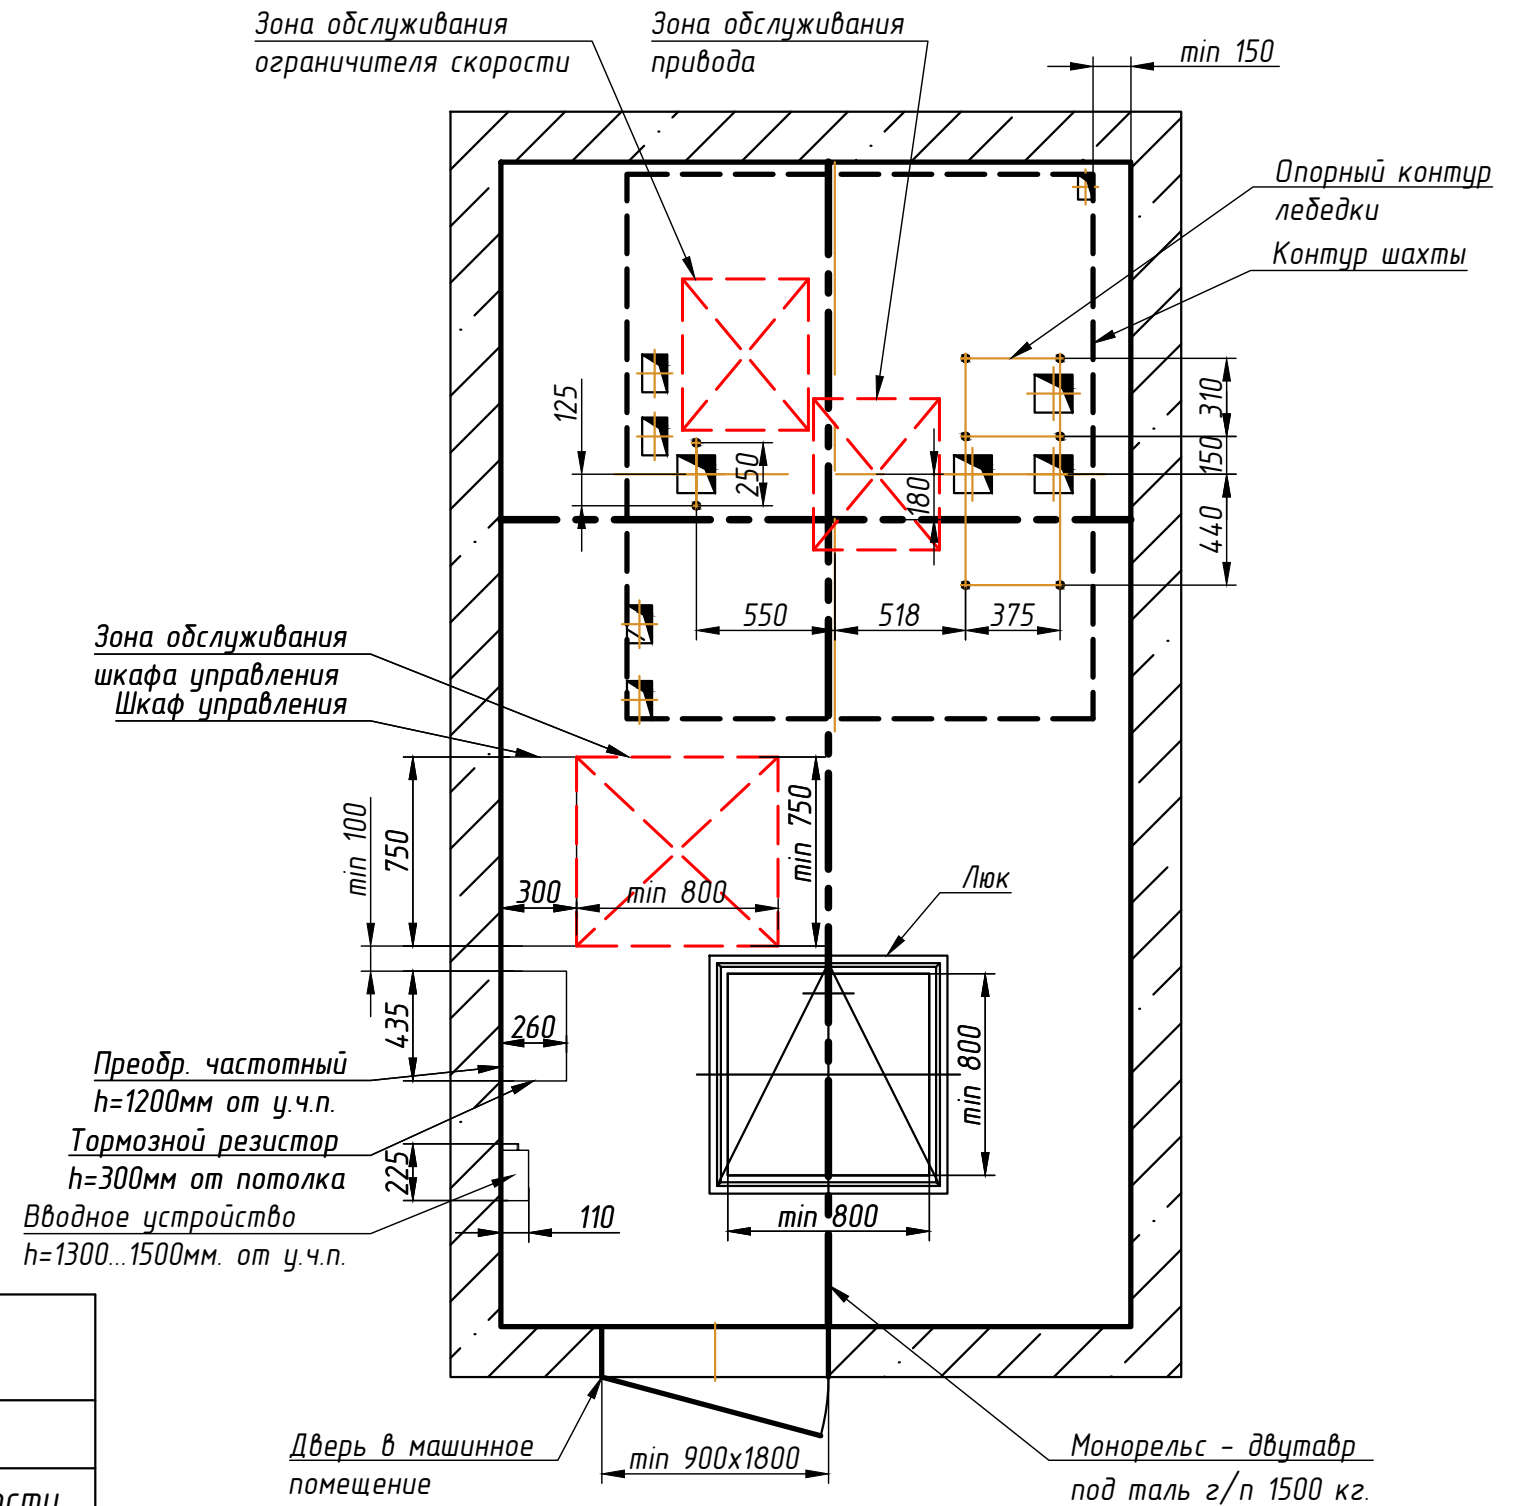 Зона обслуживания
ограничителя скорости
Зона обслуживания
привода
min 150
Опорный контур
лебедки
Контур шахты
125
250
180
310
150
440
550
518
375
Зона обслуживания
шкафа управления
Шкаф управления
min 100
750
300
min 800
min 750
Люк
435
260
min 800
Преобр. частотный
h=1200мм от у.ч.п.
Тормозной резистор
h=300мм от потолка
225
Вводное устройство
h=1300...1500мм. от у.ч.п.
110
min 800
Дверь в машинное
помещение
min 900х1800
Монорельс - двутавр
под таль г/п 1500 кг.